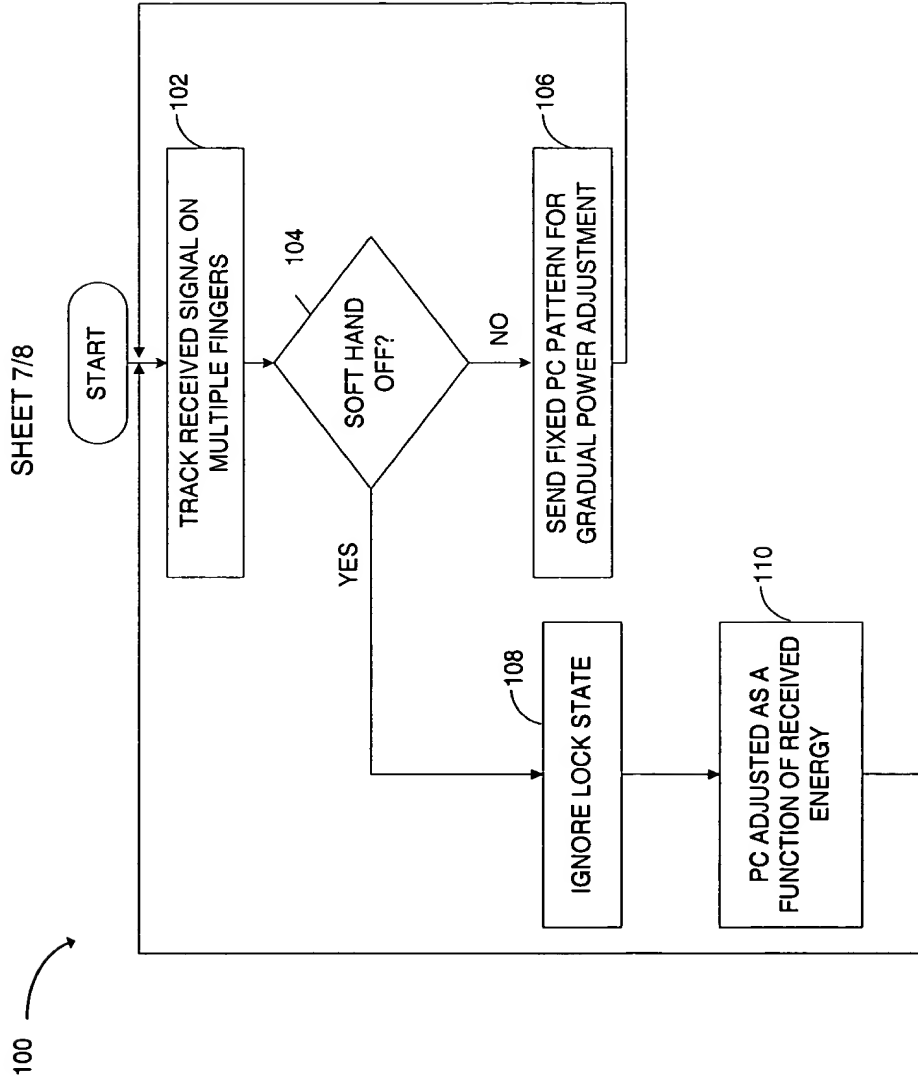 SHEET 7/8
100
START
102
TRACK RECEIVED SIGNAL ON
MULTIPLE FINGERS
104
SOFT HAND
OFF?
YES
NO
106
SEND FIXED PC PATTERN FOR
GRADUAL POWER ADJUSTMENT
108
IGNORE LOCK STATE
110
PC ADJUSTED AS A
FUNCTION OF RECEIVED
ENERGY